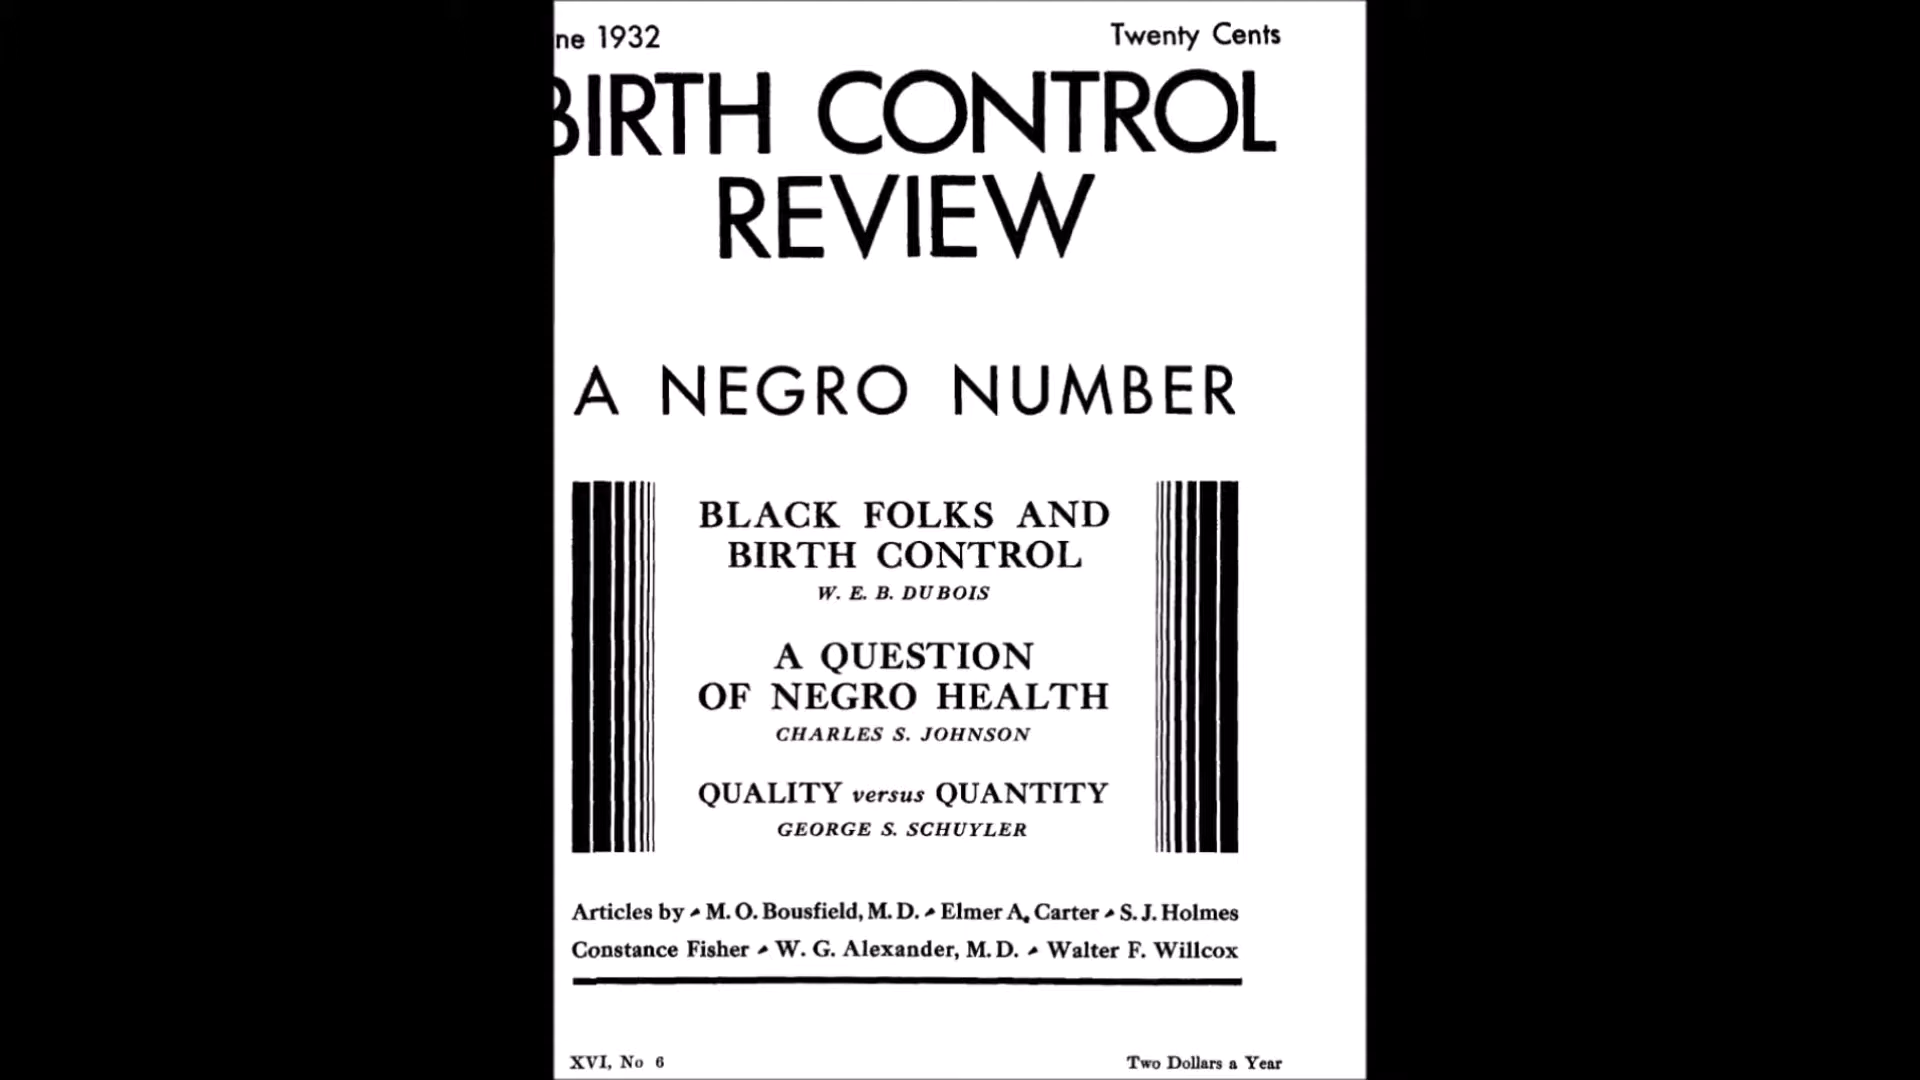 ne 1932
Twenty Cents
BIRTH CONTROL
REVIEW
A NEGRO NUMBER
BLACK FOLKS AND
BIRTH CONTROL
W. E. B. DUBOIS
A QUESTION
OF NEGRO HEALTH
CHARLES S. JOHNSON
QUALITY versus QUANTITY
GEORGE S. SCHUYLER
Articles by M. O. Bousfield, M. D. Elmer A. Carter S. J. Holmes
Constance Fisher W. G. Alexander, M. D. Walter F. Willcox
XVI, No 6
Two Dollars a Year